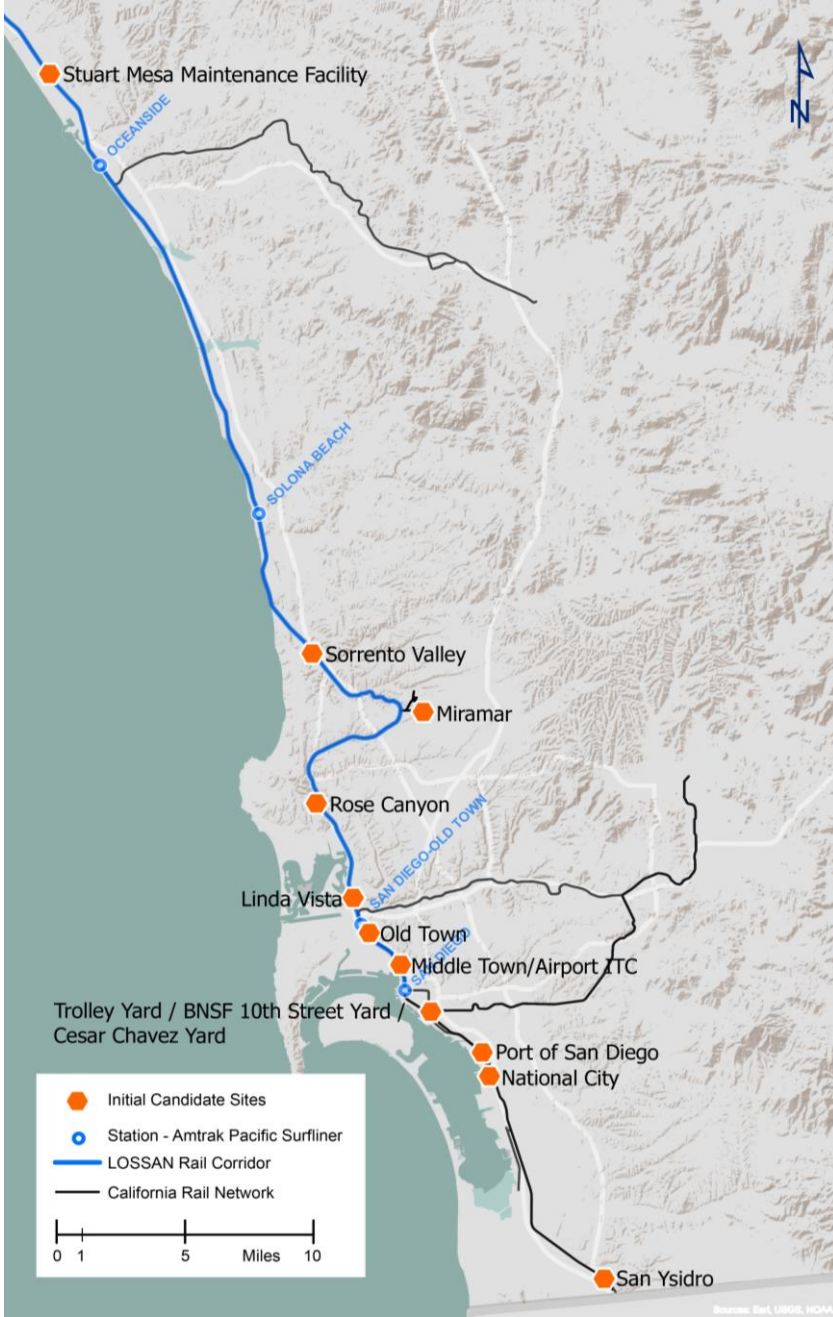 Stuart Mesa Maintenance Facility
N
OCEANSIDE
SOLONA BEACH
Sorrento Valley
Miramar
Rose Canyon
SAN DIEGO-OLD TOWN
Linda Vista
Old Town
SAN DIEGO
Middle Town/Airport ITC
Trolley Yard / BNSF 10th Street Yard /
Cesar Chavez Yard
Port of San Diego
National City
Initial Candidate Sites
Station - Amtrak Pacific Surfliner
LOSSAN Rail Corridor
California Rail Network
0 1 5 Miles 10
San Ysidro
Sources: Esri, USGS, NOAA